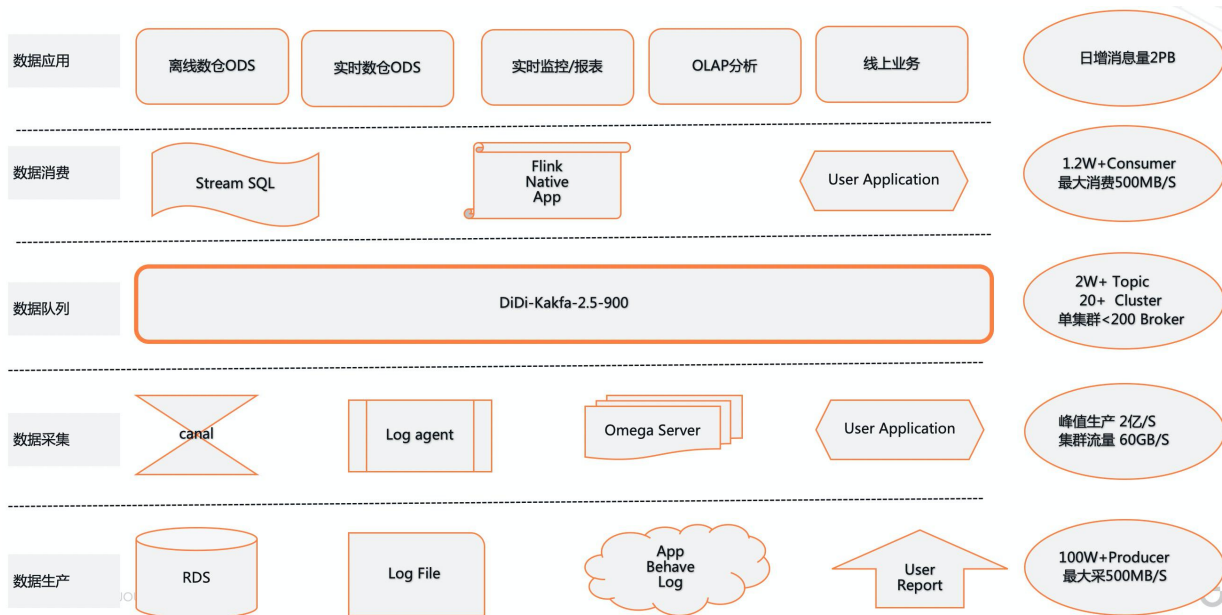 数据应用
离线数仓ODS
实时数仓ODS
实时监控/报表
OLAP分析
线上业务
日增消息量2PB
数据消费
Stream SQL
Flink
Native
App
User Application
1.2W+Consumer
最大消费500MB/S
数据队列
DiDi-Kakfa-2.5-900
2W+ Topic
20+ Cluster
单集群<200 Broker
数据采集
canal
Log agent
Omega Server
User Application
峰值生产 2亿/S
集群流量 60GB/S
数据生产
RDS
Log File
App
Behave
Log
User
Report
100W+Producer
最大采500MB/S